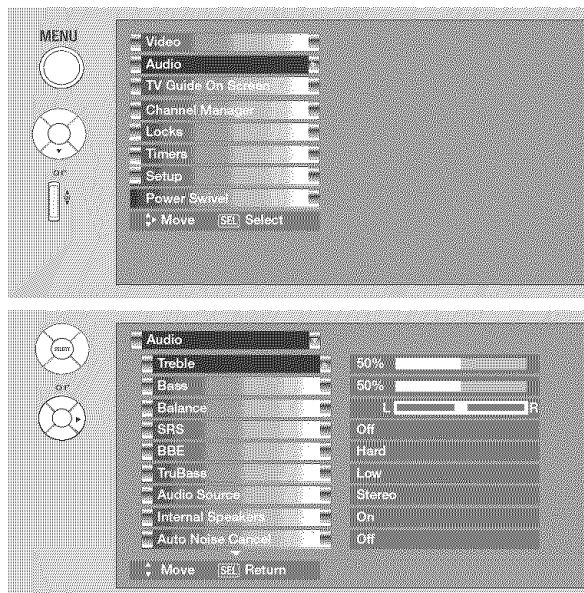 MENU
Video
Audio
TV Guide On Screen
Channel Manager
Locks
Timers
Setup
Power Swivel
or
Move SEL Select
SELECT
or
Audio
Treble 50%
Bass 50%
Balance L R
SRS Off
BBE Hard
TruBass Low
Audio Source Stereo
Internal Speakers On
Auto Noise Cancel Off
Move SEL Return